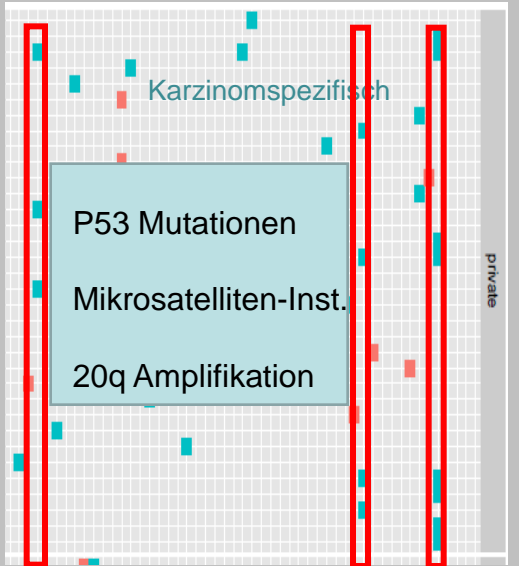 Karzinomspezifisch
P53 Mutationen
Mikrosatelliten-Inst.
20q Amplifikation
private